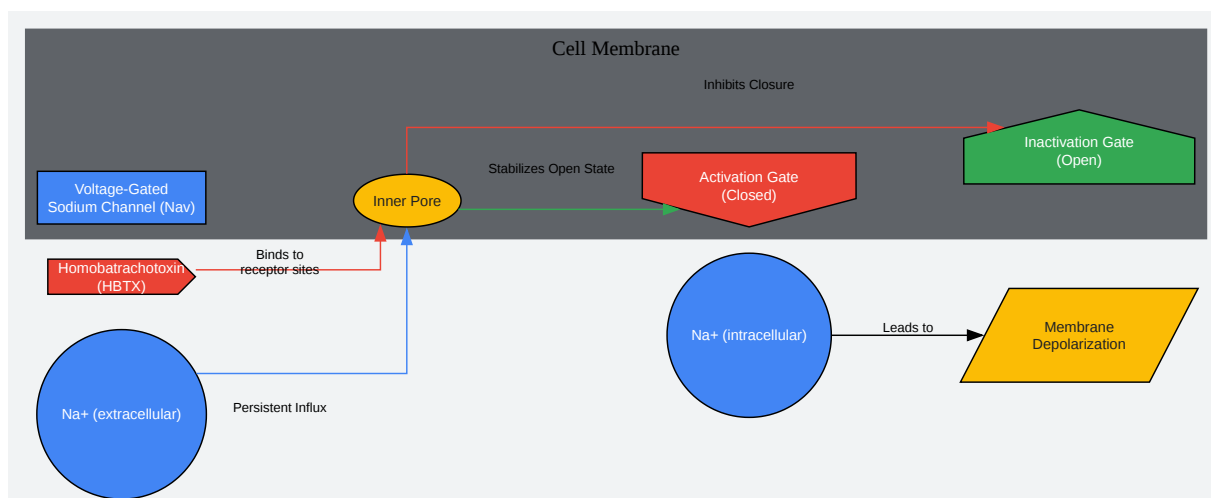 Cell Membrane
Inhibits Closure
Inactivation Gate
(Open)
Stabilizes Open State
Activation Gate
(Closed)
Voltage-Gated
Sodium Channel (Nav)
Inner Pore
Binds to
receptor sites
Homobatrachotoxin
(HBTX)
Na+ (intracellular)
Leads to
Membrane
Depolarization
Na+ (extracellular)
Persistent Influx